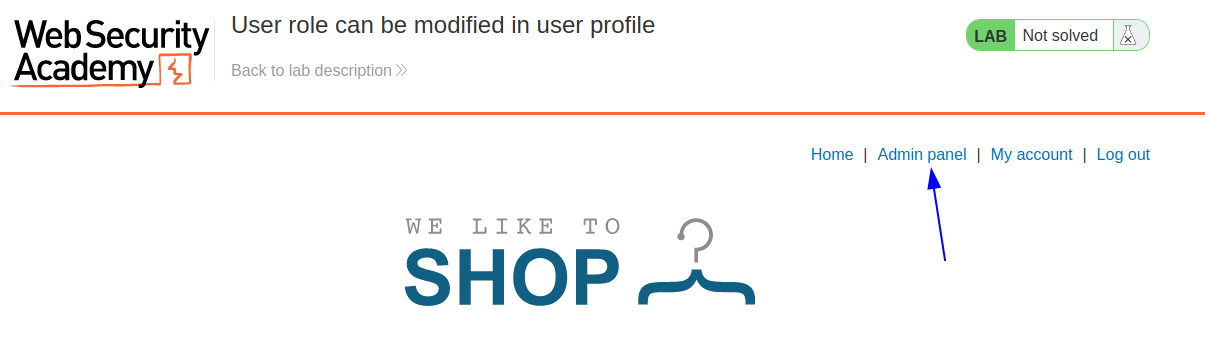 Web Security
Academy
User role can be modified in user profile
Back to lab description
LAB Not solved
Home | Admin panel | My account | Log out
WE LIKE TO
SHOP